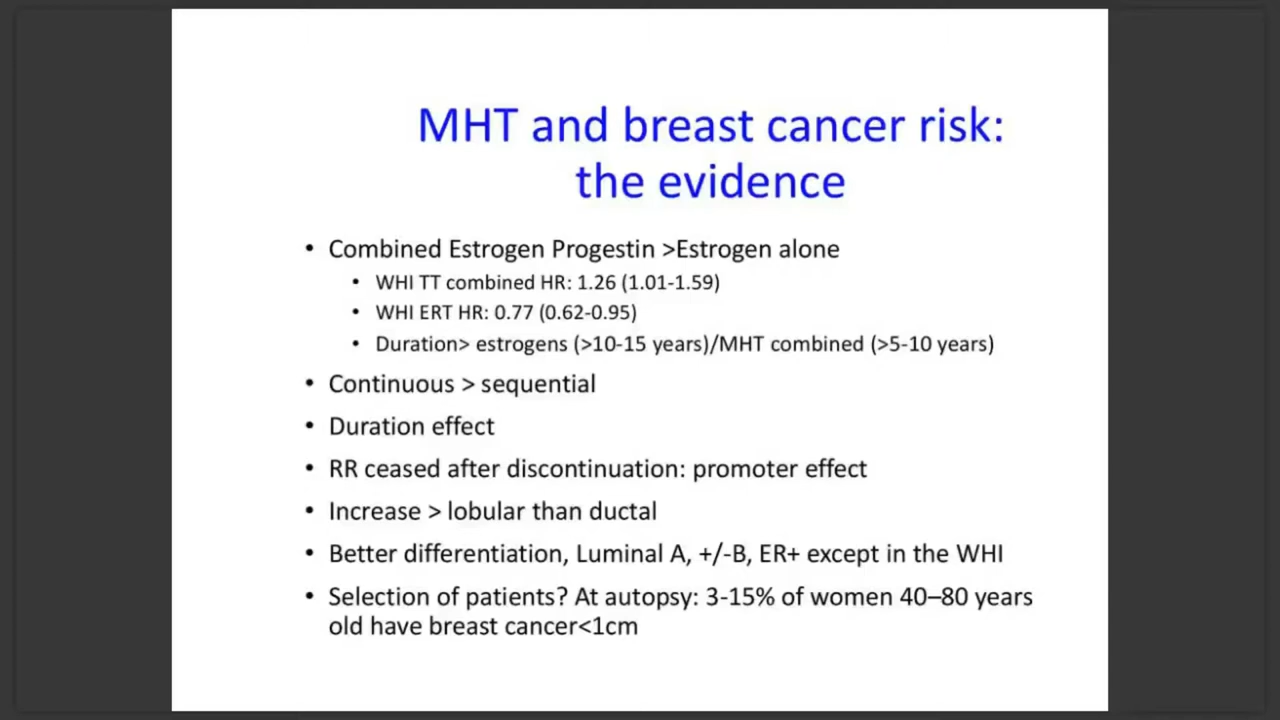 MHT and breast cancer risk:
the evidence
• Combined Estrogen Progestin >Estrogen alone
• WHI TT combined HR: 1.26 (1.01-1.59)
• WHI ERT HR: 0.77 (0.62-0.95)
• Duration> estrogens (>10-15 years)/MHT combined (>5-10 years)
• Continuous > sequential
• Duration effect
• RR ceased after discontinuation: promoter effect
• Increase > lobular than ductal
• Better differentiation, Luminal A, +/-B, ER+ except in the WHI
• Selection of patients? At autopsy: 3-15% of women 40–80 years
old have breast cancer<1cm